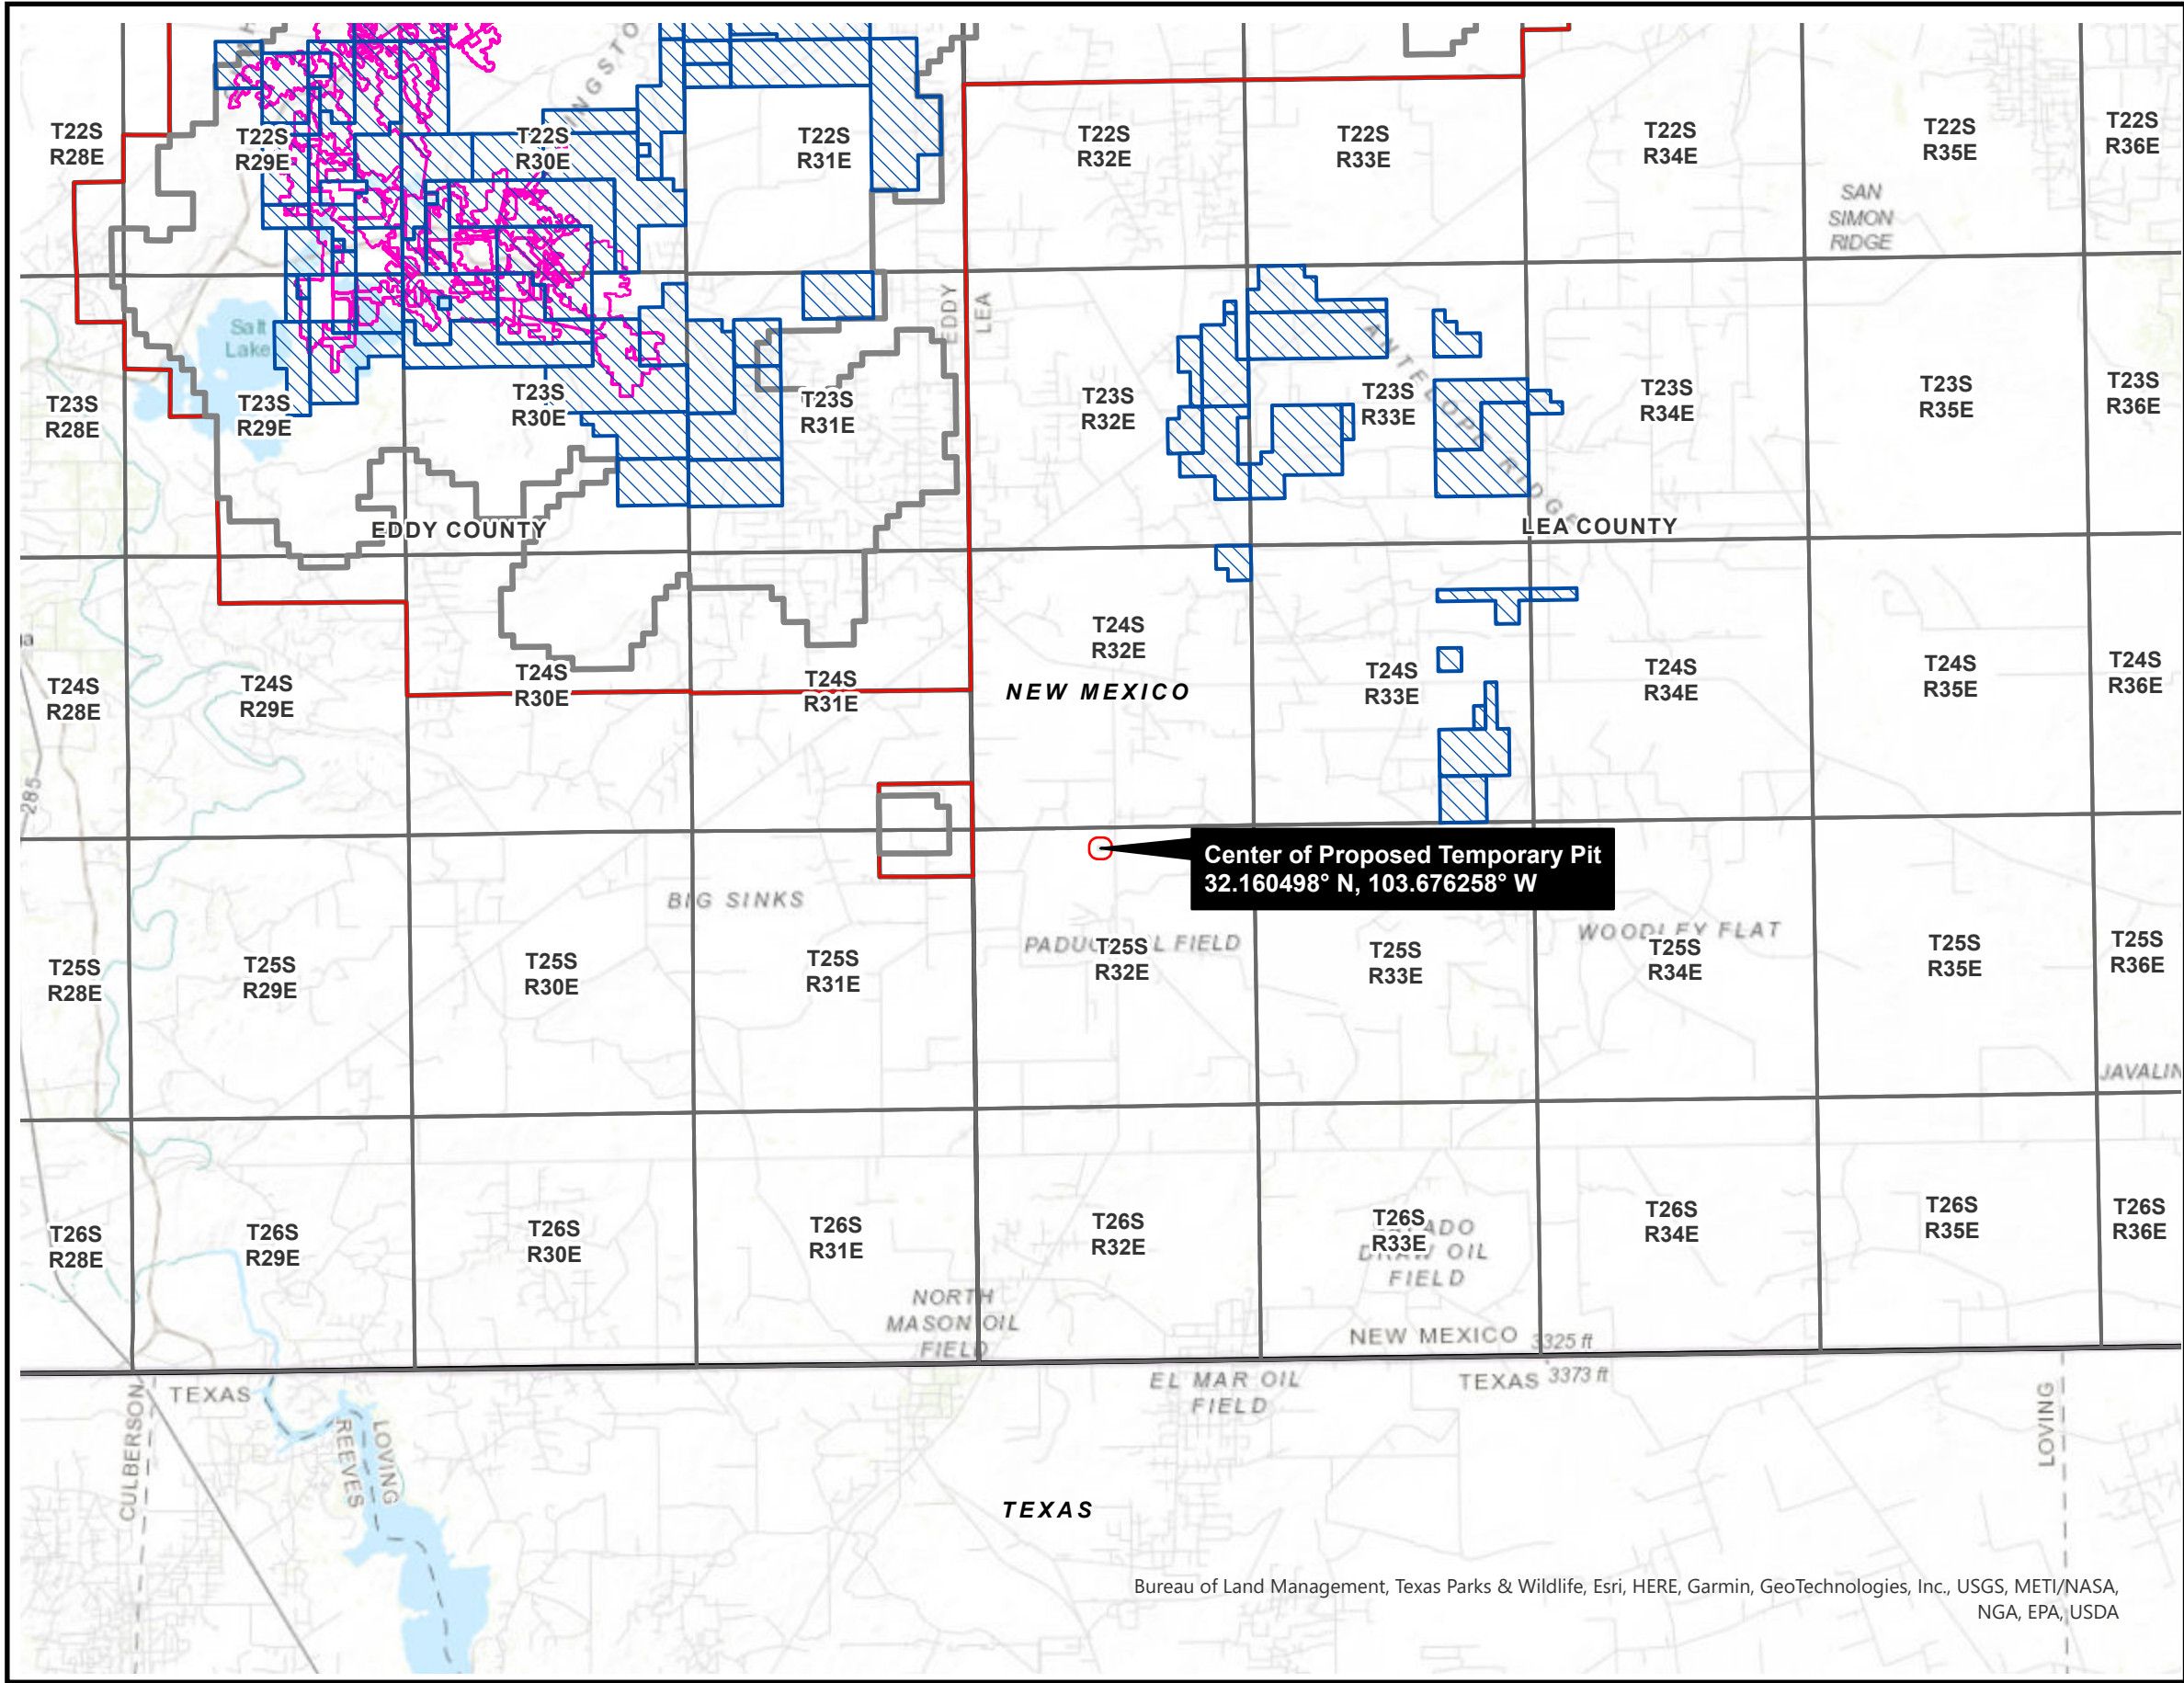 INGSTO
T22S
R28E
T22S
R29E
T22S
R30E
T22S
R31E
T22S
R32E
T22S
R33E
T22S
R34E
T22S
R35E
T22S
R36E
SAN
SIMON
RIDGE
EDDY
LEA
Salt
Lake
ANTELOPE RIDGE
T23S
R28E
T23S
R29E
T23S
R30E
T23S
R31E
T23S
R32E
T23S
R33E
T23S
R34E
T23S
R35E
T23S
R36E
EDDY COUNTY
LEA COUNTY
T24S
R28E
T24S
R29E
T24S
R30E
T24S
R31E
T24S
R32E
T24S
R33E
T24S
R34E
T24S
R35E
T24S
R36E
NEW MEXICO
285
Center of Proposed Temporary Pit
32.160498° N, 103.676258° W
BIG SINKS
PADUC L FIELD
WOODLEY FLAT
T25S
R28E
T25S
R29E
T25S
R30E
T25S
R31E
T25S
R32E
T25S
R33E
T25S
R34E
T25S
R35E
T25S
R36E
JAVALIN
T26S
R28E
T26S
R29E
T26S
R30E
T26S
R31E
T26S
R32E
T26S
R33E
T26S
R34E
T26S
R35E
T26S
R36E
ADO
OIL
FIELD
NORTH
MASON OIL
FIELD
NEW MEXICO
3325 ft
3373 ft
TEXAS
TEXAS
EL MAR OIL
FIELD
CULBERSON
REEVES
LOVING
LOVING
TEXAS
Bureau of Land Management, Texas Parks & Wildlife, Esri, HERE, Garmin, GeoTechnologies, Inc., USGS, METI/NASA,
NGA, EPA, USDA